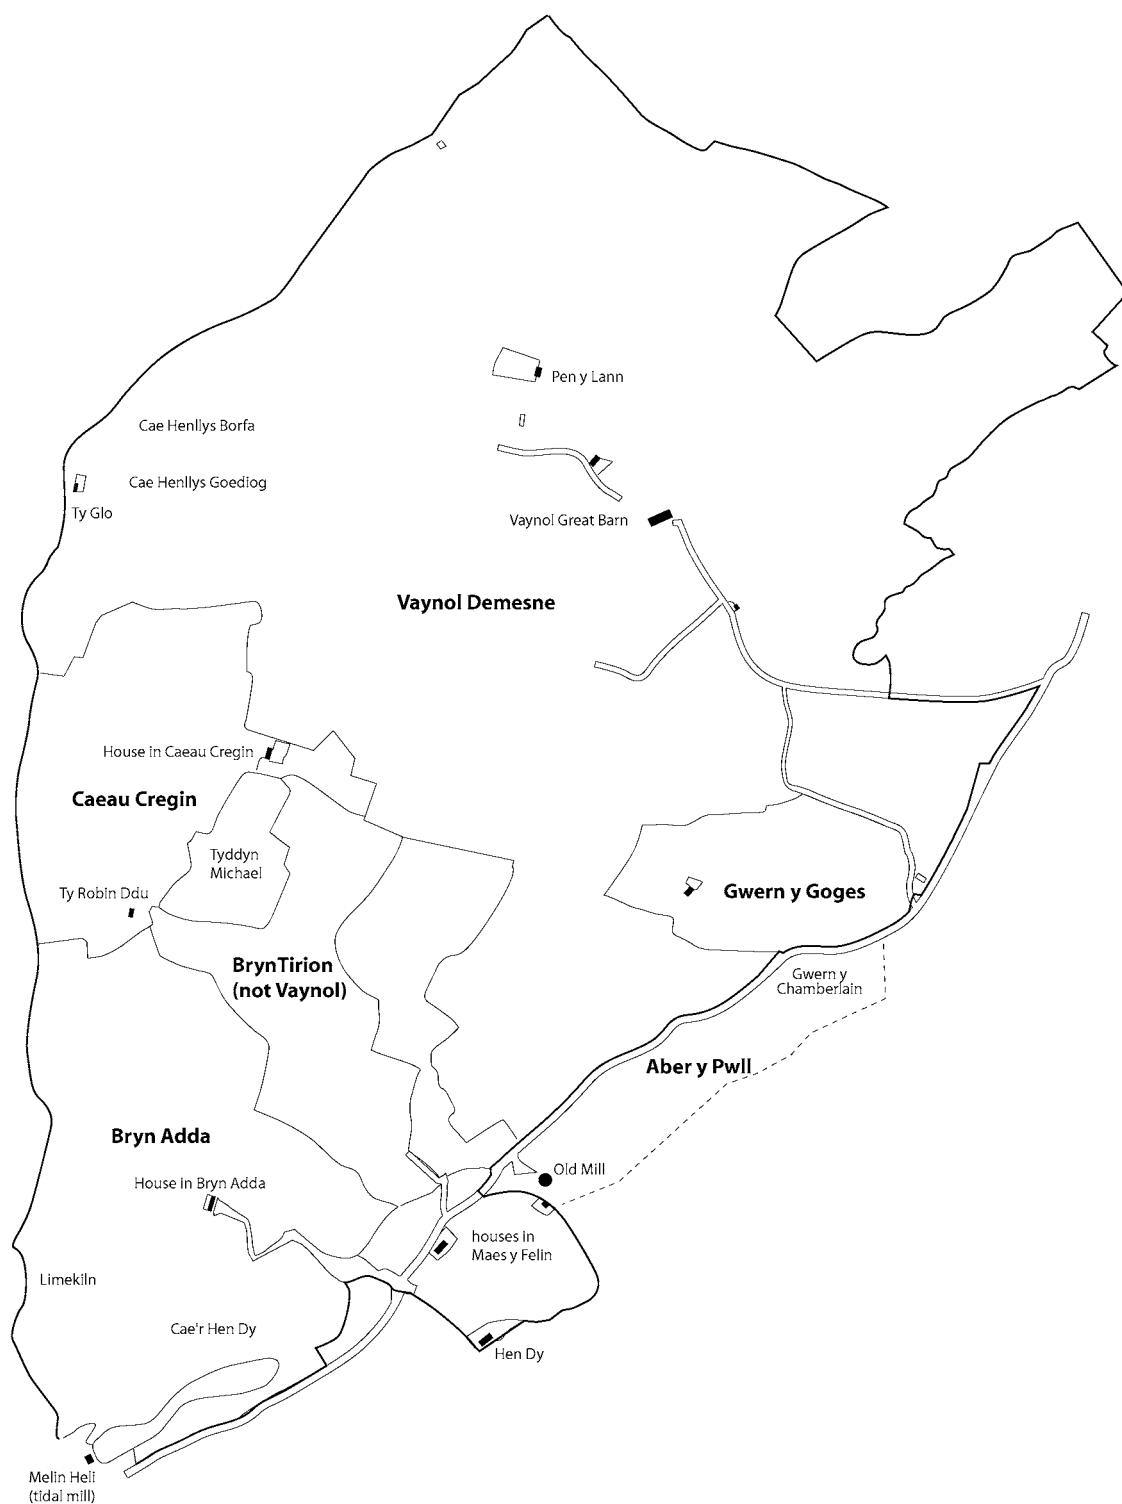 Pen y Lann
Cae Henllys Borfa
Cae Henllys Goediog
Ty Glo
Vaynol Great Barn
Vaynol Demesne
House in Caeau Cregin
Caeau Cregin
Tyddyn
Michael
Ty Robin Ddu
Gwern y Goges
BrynTirion
(not Vaynol)
Gwern y
Chamberlain
Aber y Pwll
Bryn Adda
Old Mill
House in Bryn Adda
houses in
Maes y Felin
Limekiln
Cae'r Hen Dy
Hen Dy
Melin Heli
(tidal mill)